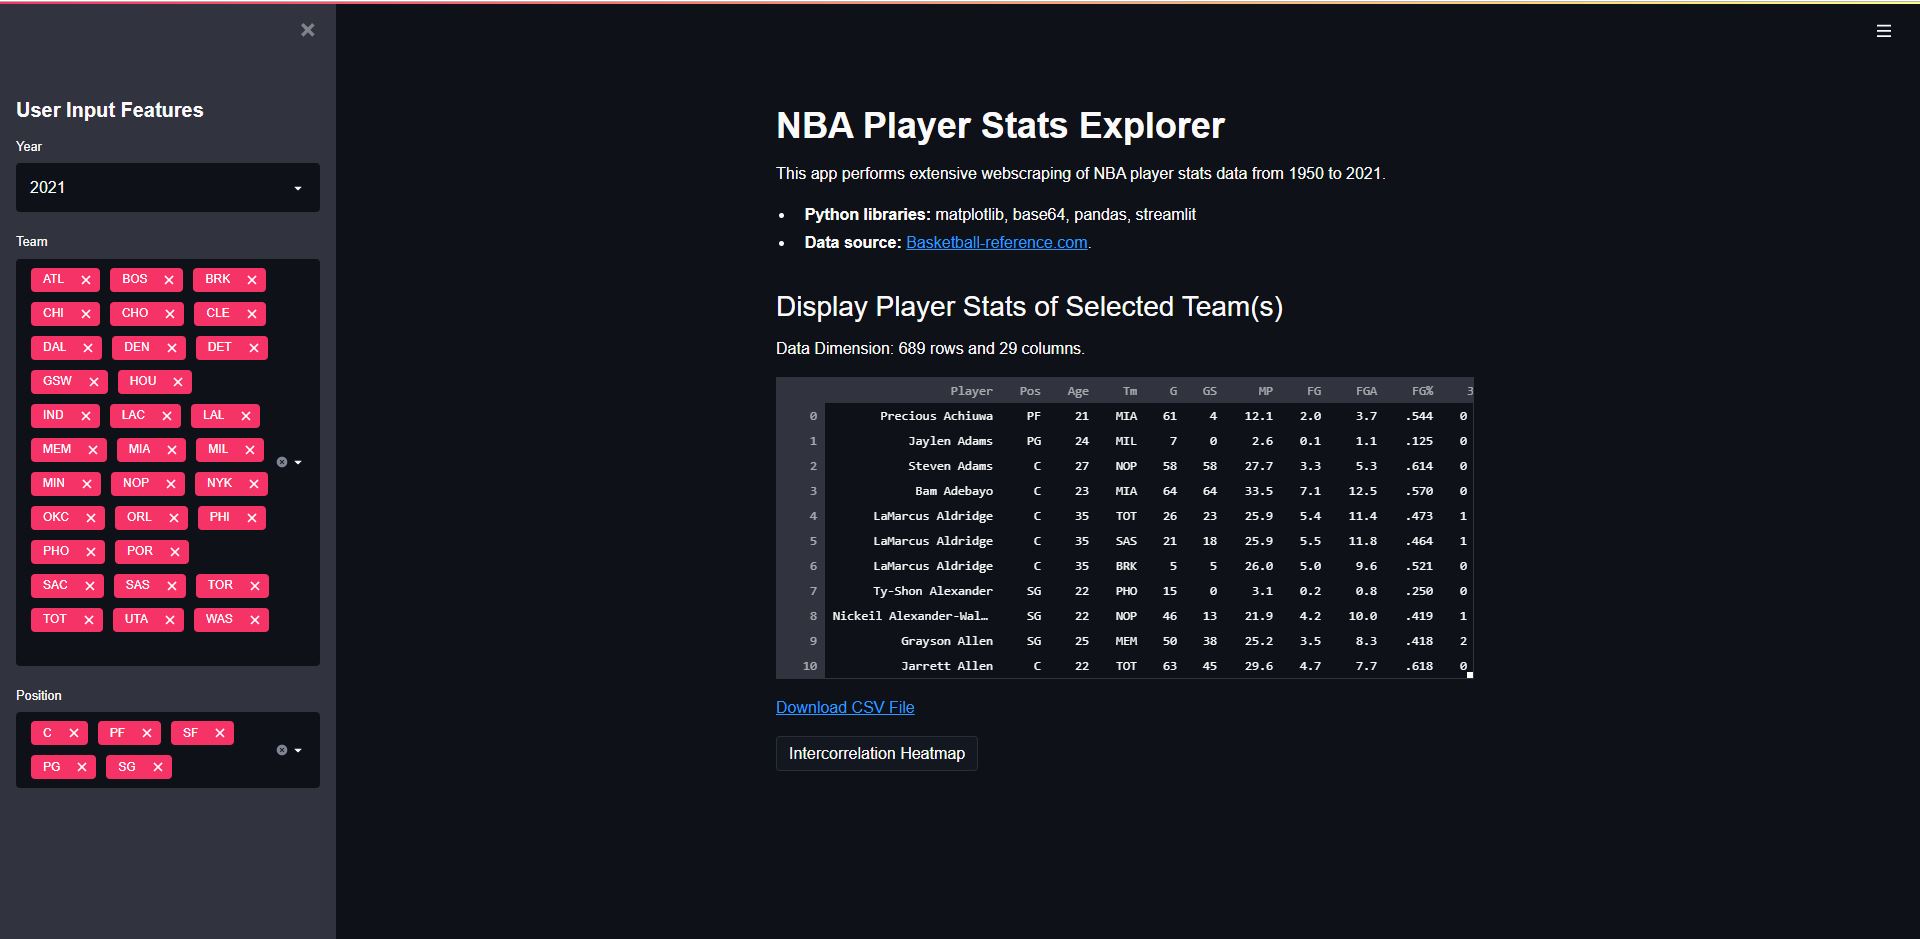 User Input Features
Year
2021
Team
ATL BOS BRK
CHI CHO CLE
DAL DEN DET
GSW HOU
IND LAC LAL
MEM MIA MIL
MIN NOP NYK
OKC ORL PHI
PHO POR
SAC SAS TOR
TOT UTA WAS
Position
C PF SF
PG SG
NBA Player Stats Explorer
This app performs extensive webscraping of NBA player stats data from 1950 to 2021.
• Python libraries: matplotlib, base64, pandas, streamlit
• Data source: Basketball-reference.com.
Display Player Stats of Selected Team(s)
Data Dimension: 689 rows and 29 columns.
Player Pos Age Tm G GS MP FG FGA FG% 3
0 Precious Achiuwa PF 21 MIA 61 4 12.1 2.0 3.7 .544 0
1 Jaylen Adams PG 24 MIL 7 0 2.6 0.1 1.1 .125 0
2 Steven Adams C 27 NOP 58 58 27.7 3.3 5.3 .614 0
3 Bam Adebayo C 23 MIA 64 64 33.5 7.1 12.5 .570 0
4 LaMarcus Aldridge C 35 TOT 26 23 25.9 5.4 11.4 .473 1
5 LaMarcus Aldridge C 35 SAS 21 18 25.9 5.5 11.8 .464 1
6 LaMarcus Aldridge C 35 BRK 5 5 26.0 5.0 9.6 .521 0
7 Ty-Shon Alexander SG 22 PHO 15 0 3.1 0.2 0.8 .250 0
8 Nickeil Alexander-Wal… SG 22 NOP 46 13 21.9 4.2 10.0 .419 1
9 Grayson Allen SG 25 MEM 50 38 25.2 3.5 8.3 .418 2
10 Jarrett Allen C 22 TOT 63 45 29.6 4.7 7.7 .618 0
Download CSV File
Intercorrelation Heatmap